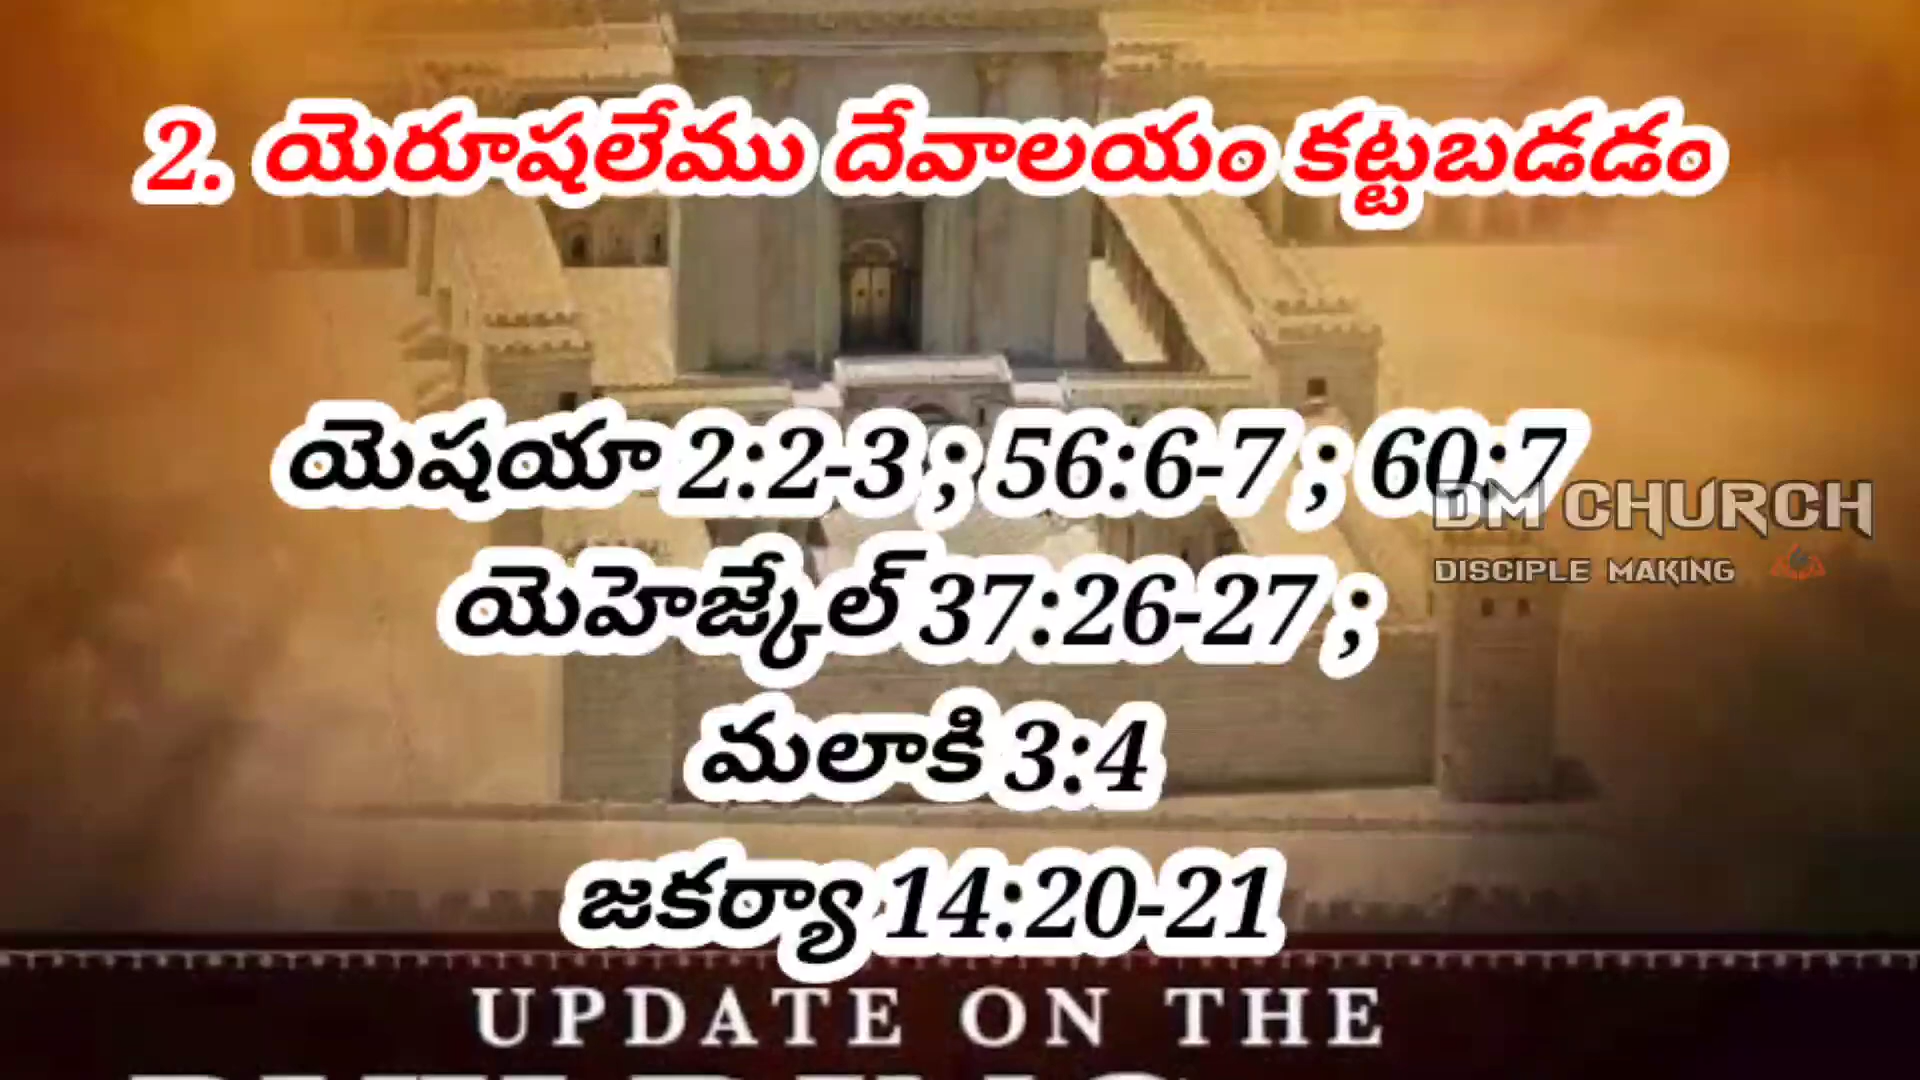 2. యెరూషలేము దేవాలయం కట్టబడడం
యెషయా 2:2-3 ; 56:6-7 ; 60:7
DM CHURCH
DISCIPLE MAKING
యెహెజ్కేల్ 37:26-27 ;
మలాకి 3:4
జకర్యా 14:20-21
UPDATE ON THE